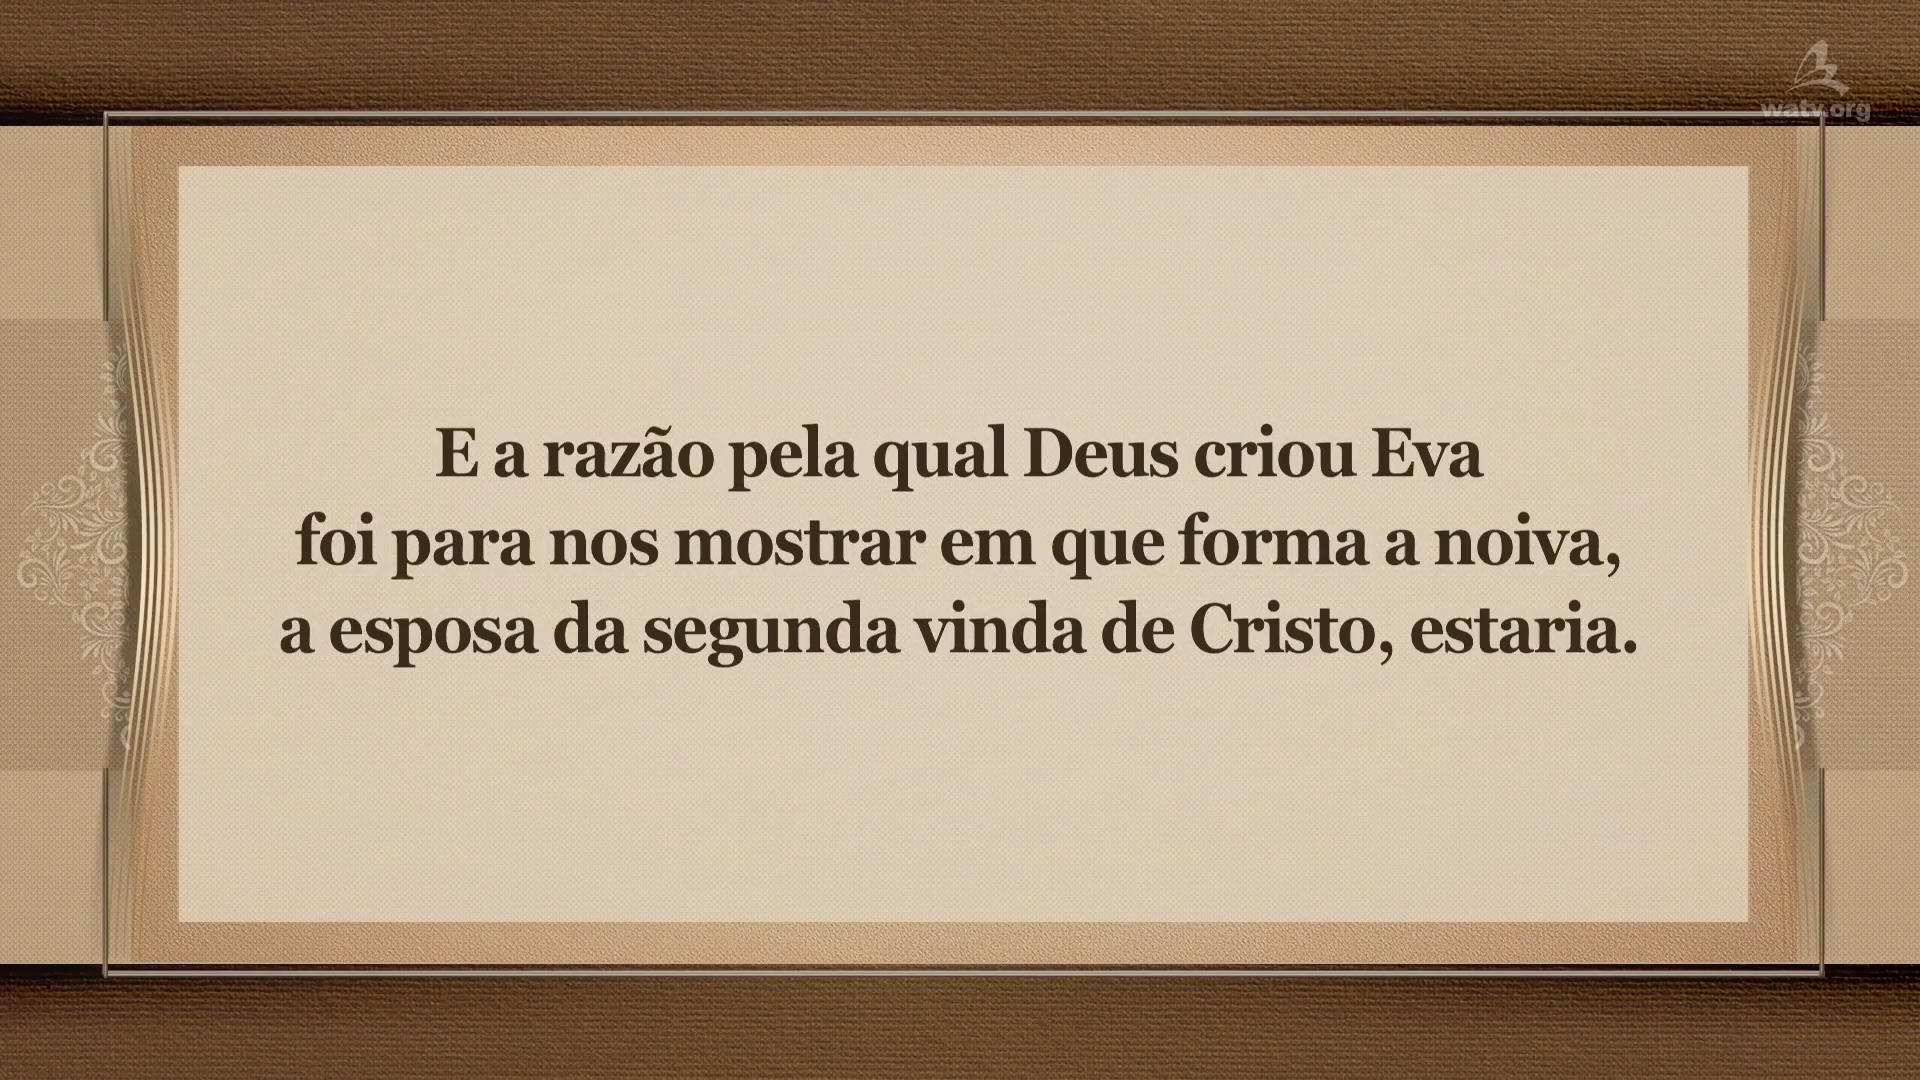 watv.org
E a razão pela qual Deus criou Eva
foi para nos mostrar em que forma a noiva,
a esposa da segunda vinda de Cristo, estaria.